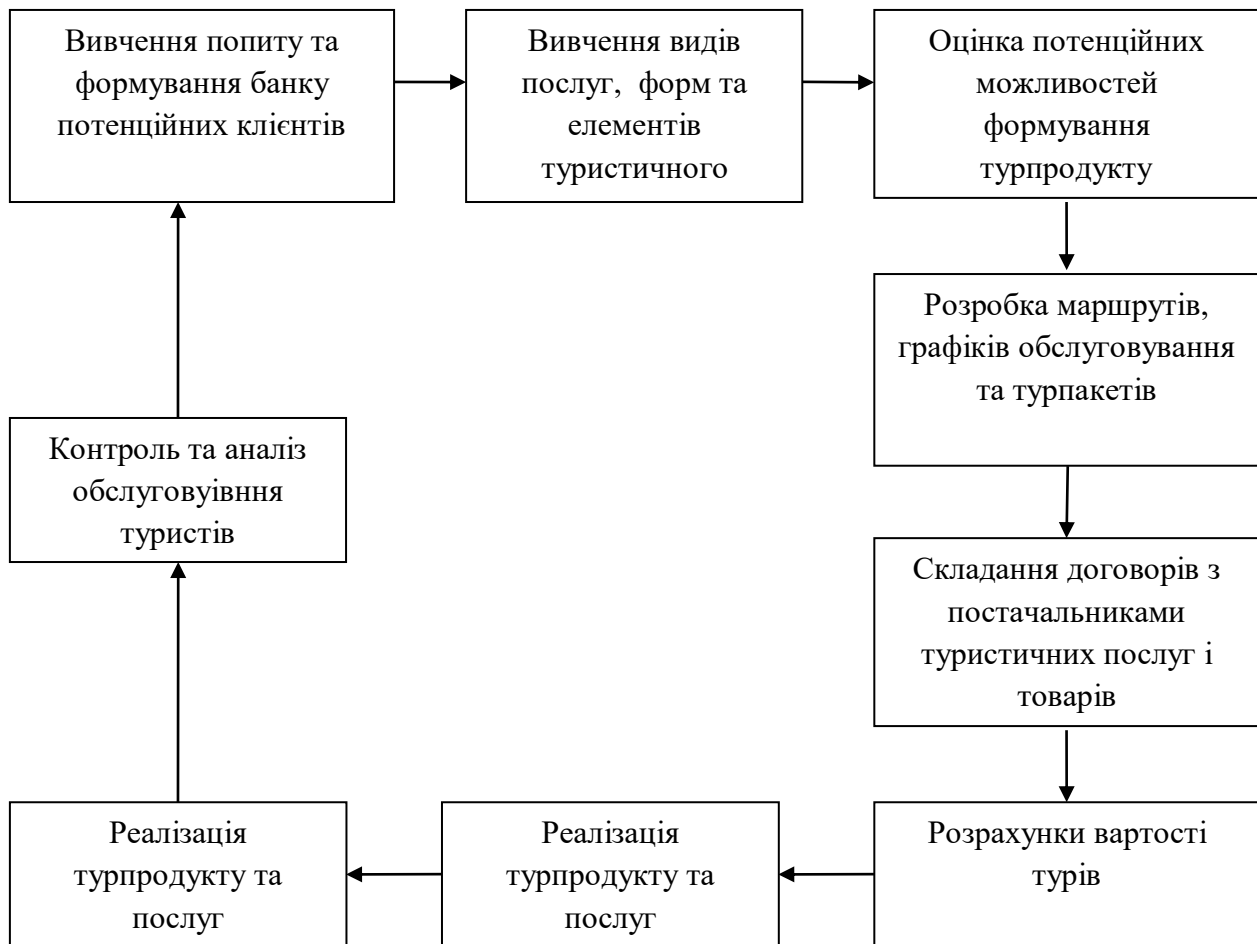 Вивчення попиту та
формування банку
потенційних клієнтів
Вивчення видів
послуг, форм та
елементів
туристичного
Оцінка потенційних
можливостей
формування
турпродукту
Розробка маршрутів,
графіків обслуговування
та турпакетів
Складання договорів з
постачальниками
туристичних послуг і
товарів
Розрахунки вартості
турів
Реалізація
турпродукту та
послуг
Реалізація
турпродукту та
послуг
Контроль та аналіз
обслуговуівння
туристів